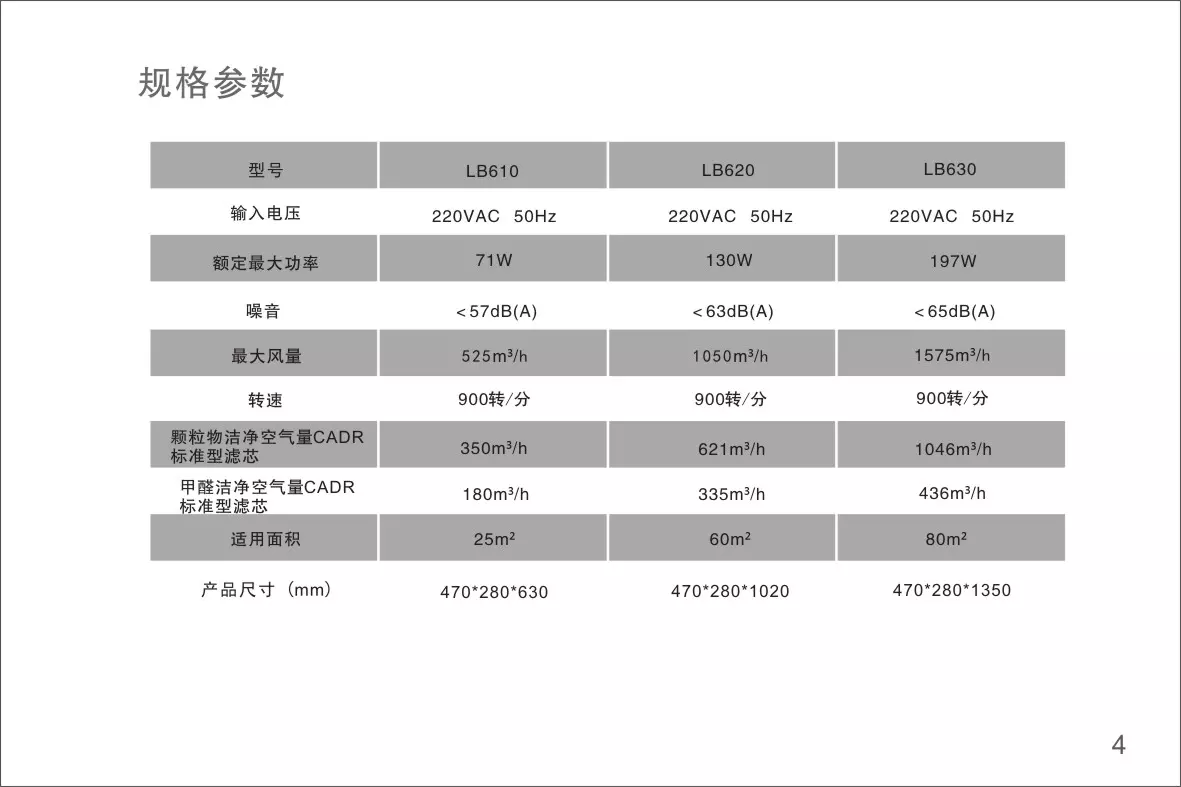 规格参数
型号 LB610 LB620 LB630
输入电压 220VAC 50Hz 220VAC 50Hz 220VAC 50Hz
额定最大功率 71W 130W 197W
噪音 <57dB(A) <63dB(A) <65dB(A)
最大风量 525m³/h 1050m³/h 1575m³/h
转速 900转/分 900转/分 900转/分
颗粒物洁净空气量CADR
标准型滤芯 350m³/h 621m³/h 1046m³/h
甲醛洁净空气量CADR
标准型滤芯 180m³/h 335m³/h 436m³/h
适用面积 25m² 60m² 80m²
产品尺寸 (mm) 470*280*630 470*280*1020 470*280*1350
4